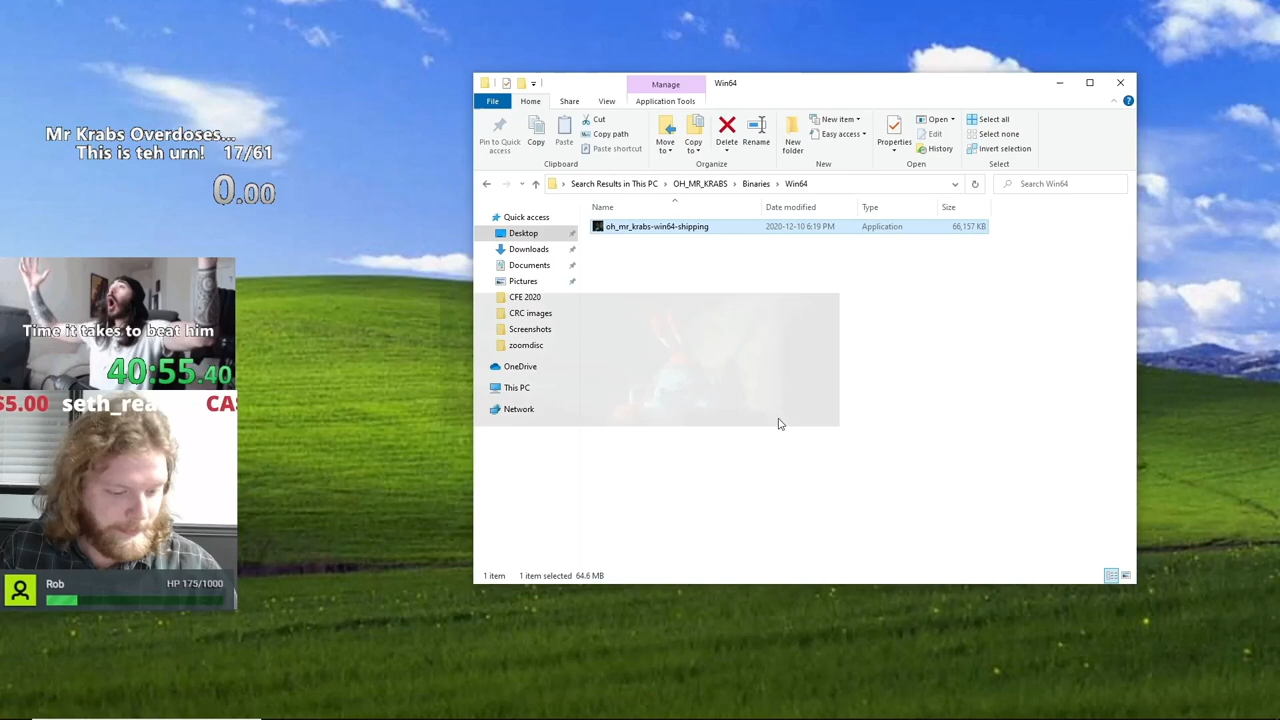 Mr Krabs Overdoses...
This is teh urn! 17/61
0.00
Time it takes to beat him
40:55.40
$5.00 seth_rea CAS
Rob
HP 175/1000
Manage
Win64
File
Home
Share
View
Application Tools
Pin to Quick access
Copy
Paste
Cut
Copy path
Paste shortcut
Clipboard
Move to
Copy to
Delete
Rename
Organize
New folder
New item
Easy access
New
Properties
Open
Edit
History
Open
Select all
Select none
Invert selection
Select
Search Results in This PC
OH_MR_KRABS
Binaries
Win64
Search Win64
Name
Date modified
Type
Size
oh_mr_krabs-win64-shipping
2020-12-10 6:19 PM
Application
66,157 KB
Quick access
Desktop
Downloads
Documents
Pictures
CFE 2020
CRC images
Screenshots
zoomdisc
OneDrive
This PC
Network
1 item
1 item selected 64.6 MB